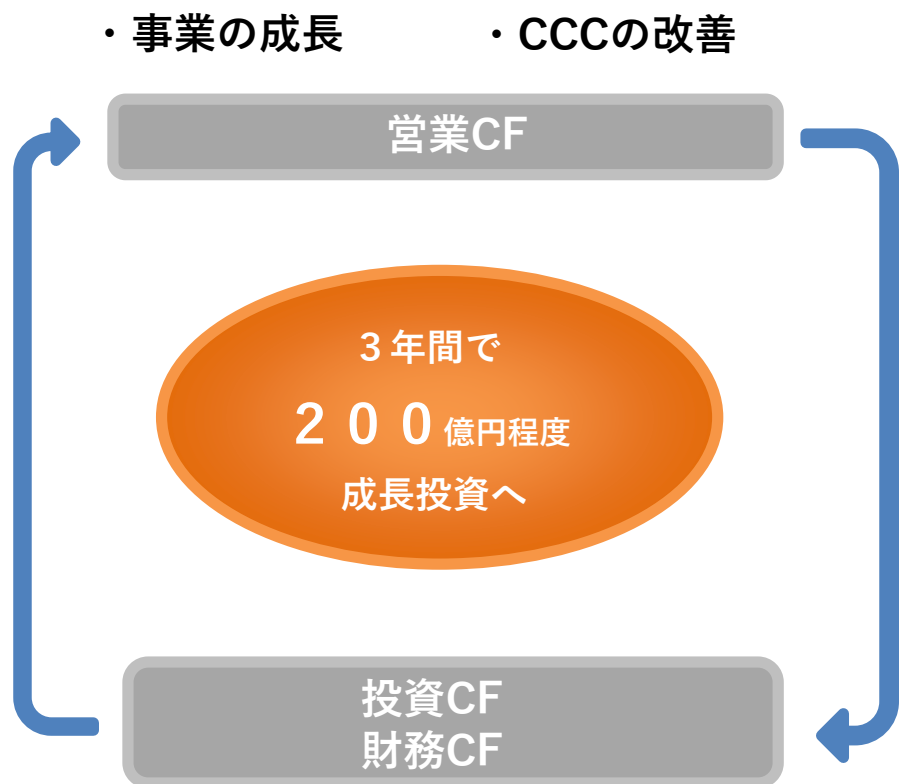 ・事業の成長 ・CCCの改善
営業CF
３年間で
２００億円程度
成長投資へ
投資CF
財務CF